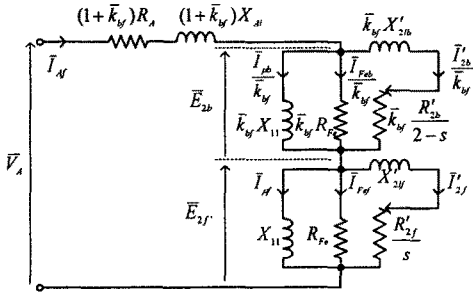 (1+k̄_bf)R_A
(1+k̄_bf)X_Al
k̄_bf X'_2lb
Ī_Af
Ī_μb / k̄_bf
Ī_Feb / k̄_bf
Ī'_2b / k̄_bf
Ē_2b
k̄_bf X_11
k̄_bf R_Fe
k̄_bf R'_2b / 2-s
V̄_A
X'_2lf
Ī_μf
Ī_Fef
Ī'_2f
Ē_2f
X_11
R_Fe
R'_2f / s